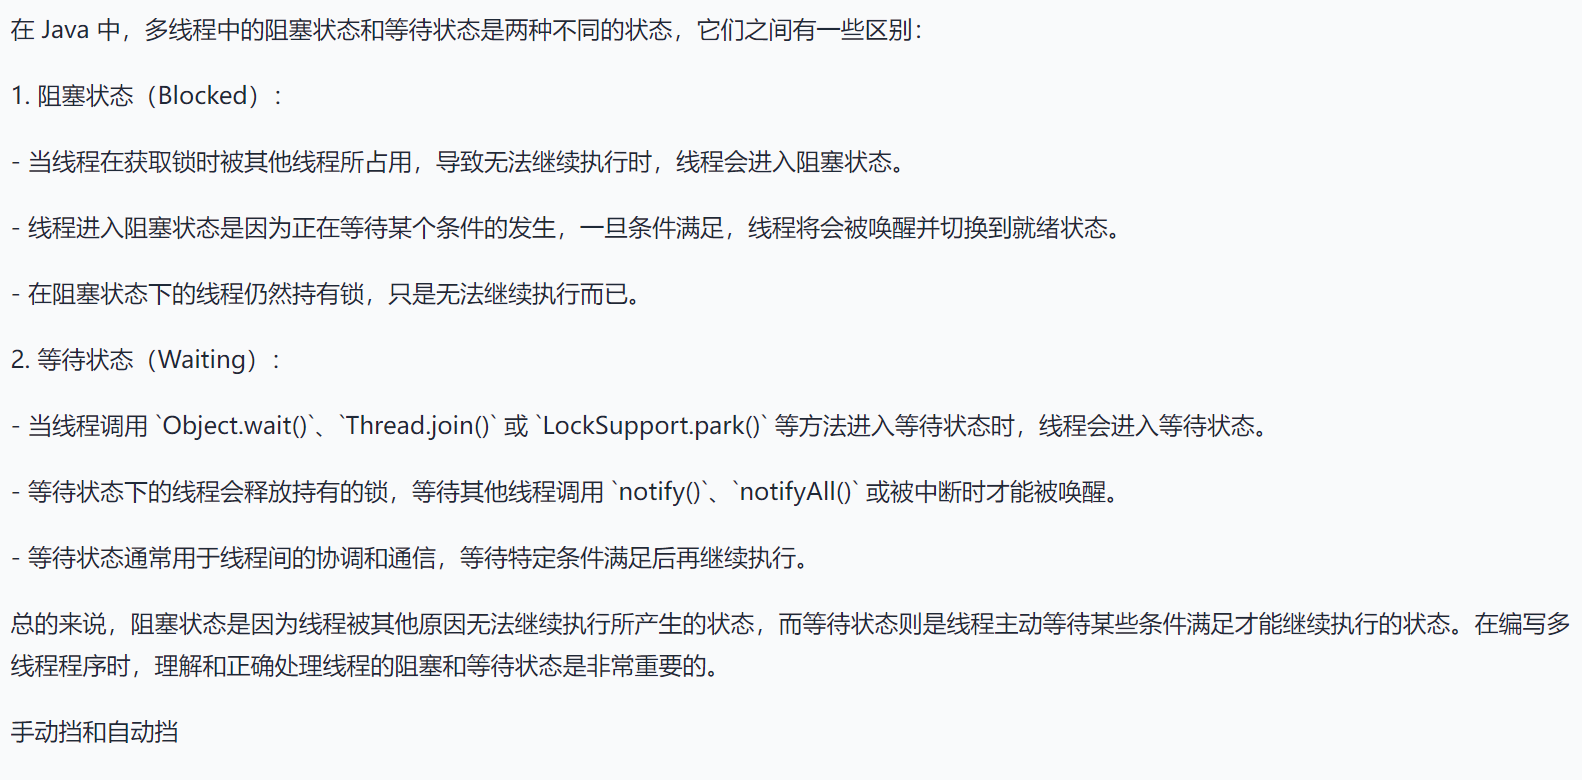 在 Java 中，多线程中的阻塞状态和等待状态是两种不同的状态，它们之间有一些区别：
1. 阻塞状态（Blocked）：
- 当线程在获取锁时被其他线程所占用，导致无法继续执行时，线程会进入阻塞状态。
- 线程进入阻塞状态是因为正在等待某个条件的发生，一旦条件满足，线程将会被唤醒并切换到就绪状态。
- 在阻塞状态下的线程仍然持有锁，只是无法继续执行而已。
2. 等待状态（Waiting）：
- 当线程调用 `Object.wait()`、`Thread.join()` 或 `LockSupport.park()` 等方法进入等待状态时，线程会进入等待状态。
- 等待状态下的线程会释放持有的锁，等待其他线程调用 `notify()`、`notifyAll()` 或被中断时才能被唤醒。
- 等待状态通常用于线程间的协调和通信，等待特定条件满足后再继续执行。
总的来说，阻塞状态是因为线程被其他原因无法继续执行所产生的状态，而等待状态则是线程主动等待某些条件满足才能继续执行的状态。在编写多
线程程序时，理解和正确处理线程的阻塞和等待状态是非常重要的。
手动挡和自动挡